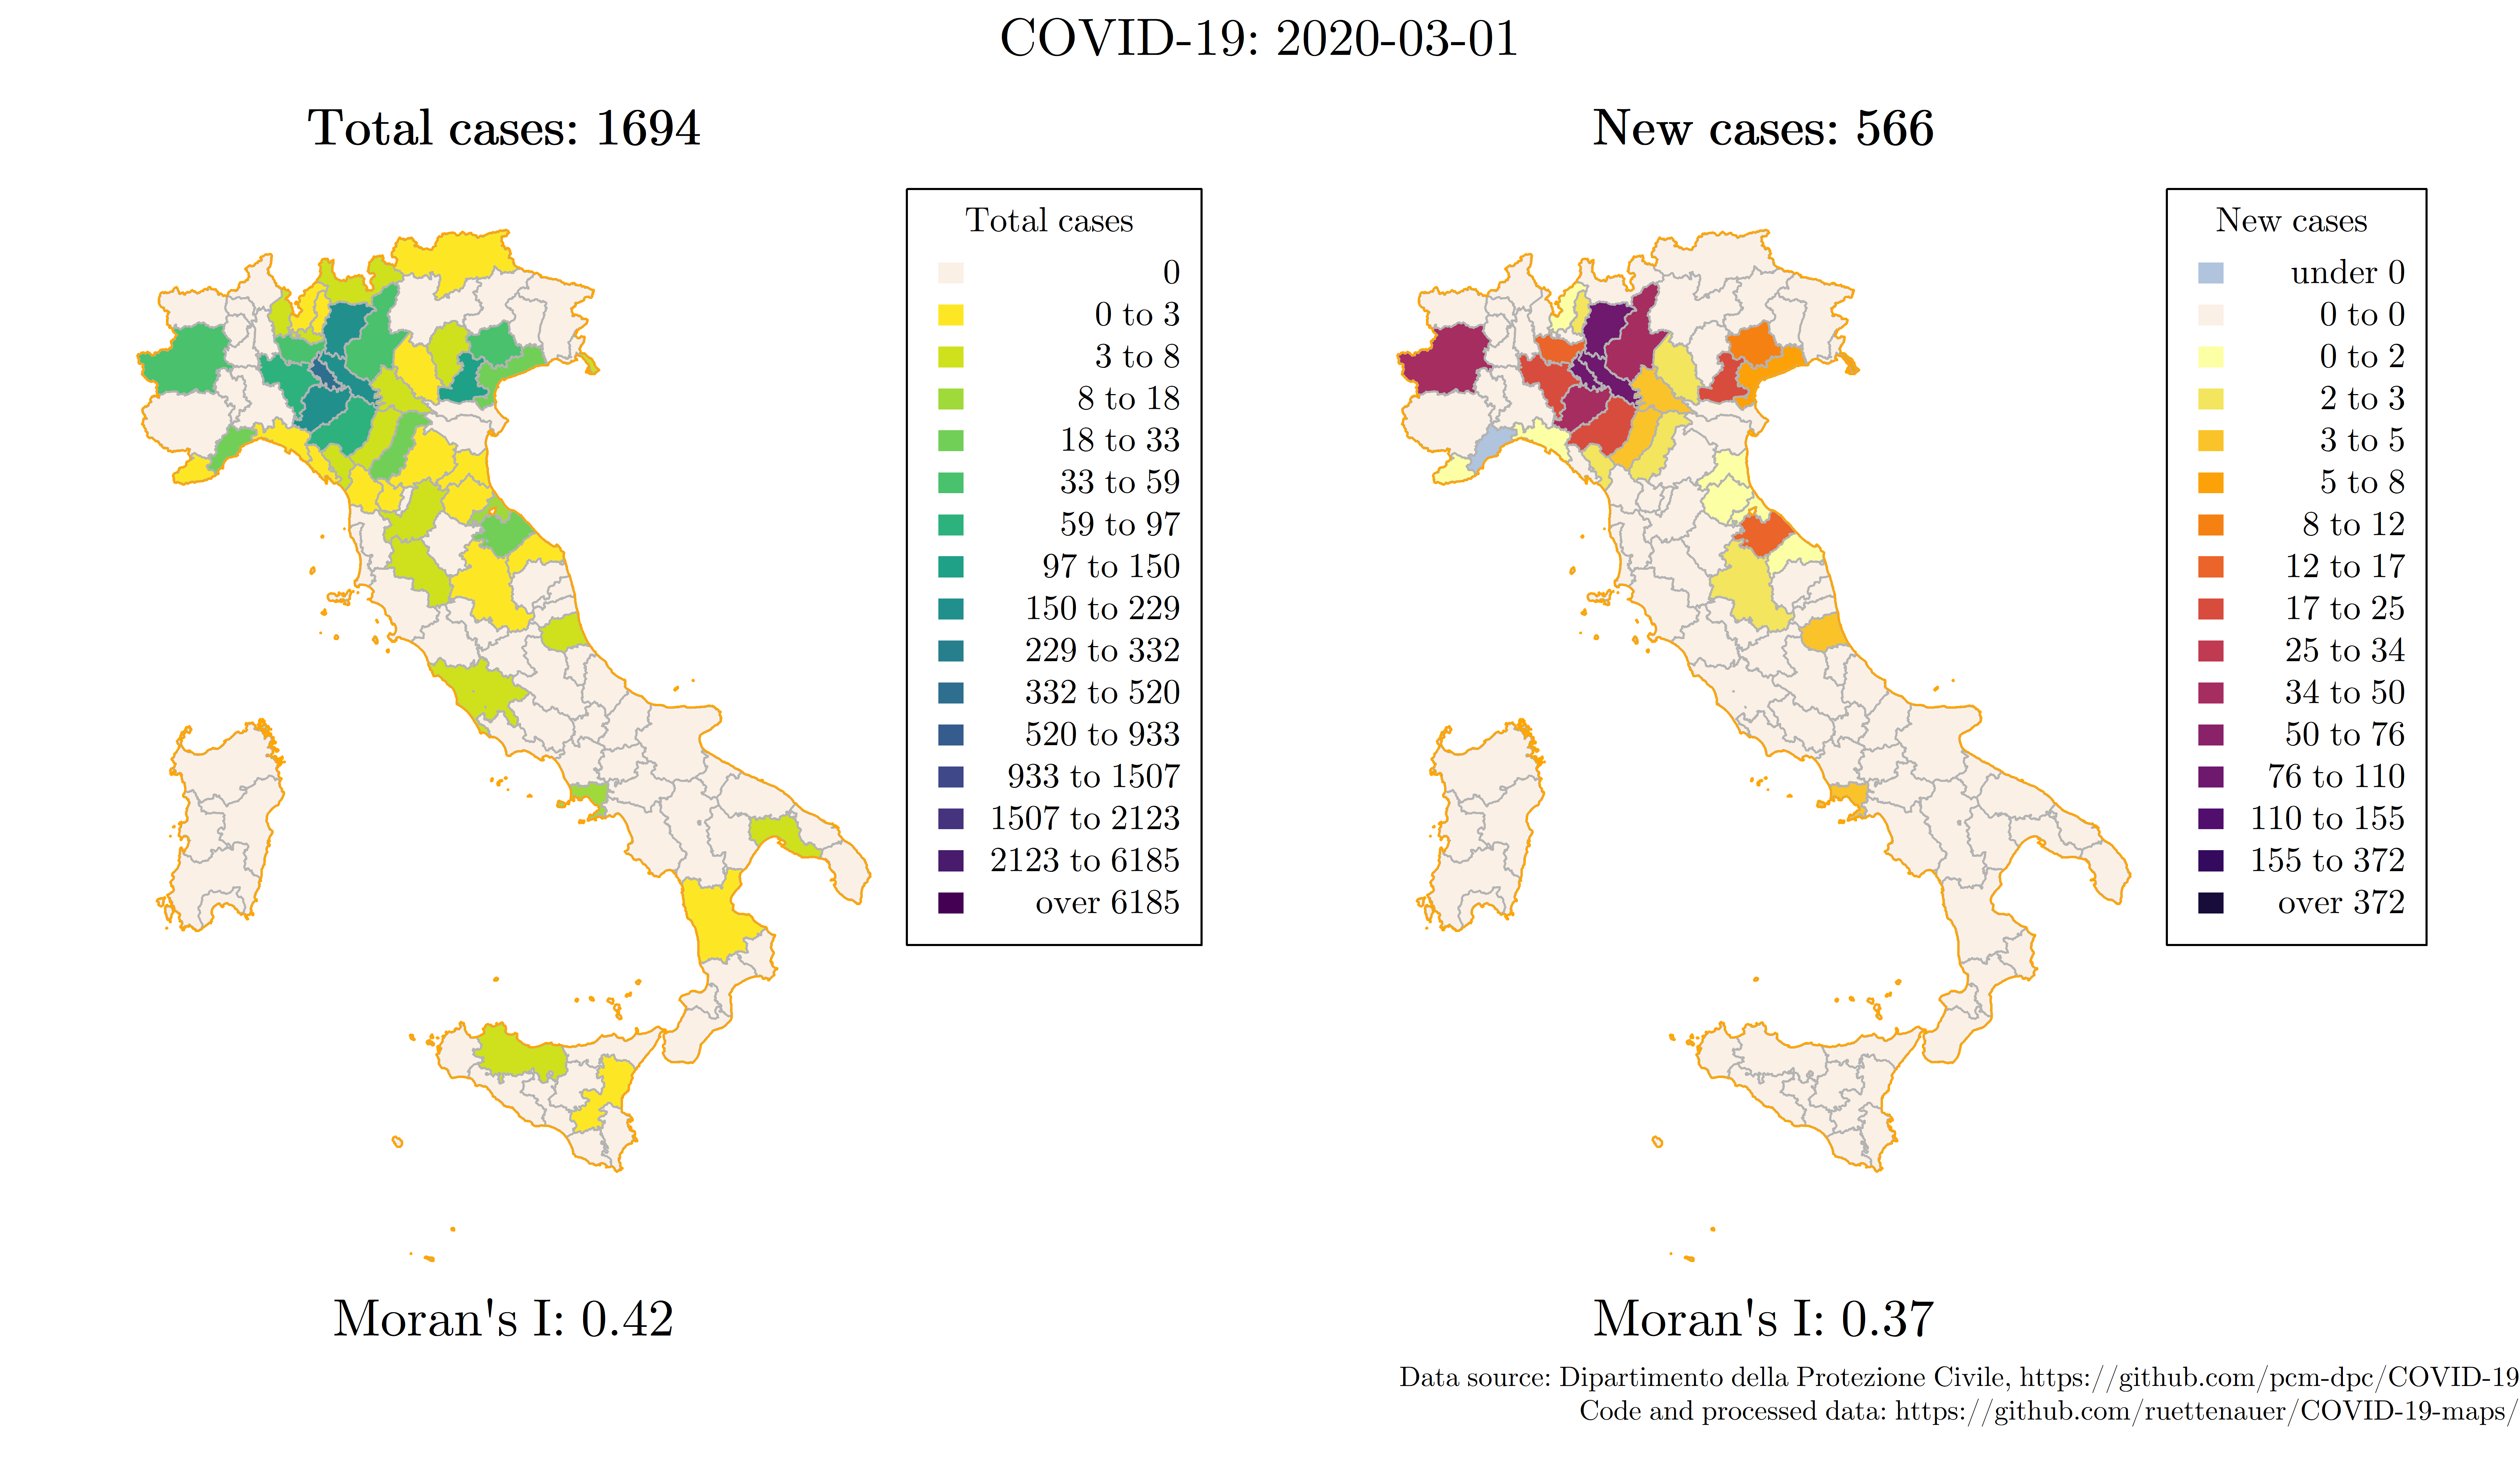 COVID-19: 2020-03-01
Total cases: 1694
Total cases
0
0 to 3
3 to 8
8 to 18
18 to 33
33 to 59
59 to 97
97 to 150
150 to 229
229 to 332
332 to 520
520 to 933
933 to 1507
1507 to 2123
2123 to 6185
over 6185
Moran's I: 0.42
New cases: 566
New cases
under 0
0 to 0
0 to 2
2 to 3
3 to 5
5 to 8
8 to 12
12 to 17
17 to 25
25 to 34
34 to 50
50 to 76
76 to 110
110 to 155
155 to 372
over 372
Moran's I: 0.37
Data source: Dipartimento della Protezione Civile, https://github.com/pcm-dpc/COVID-19
Code and processed data: https://github.com/ruettenauer/COVID-19-maps/